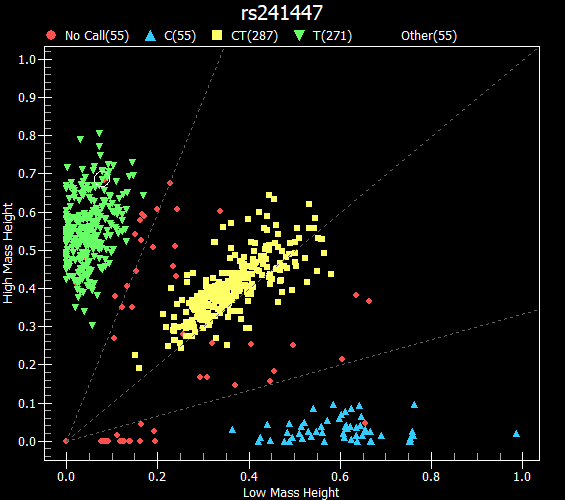 rs241447
No Call(55) C(55) CT(287) T(271) Other(55)
1.0
0.9
0.8
0.7
0.6
0.5
0.4
0.3
0.2
0.1
0.0
High Mass Height
0.0 0.2 0.4 0.6 0.8 1.0
Low Mass Height